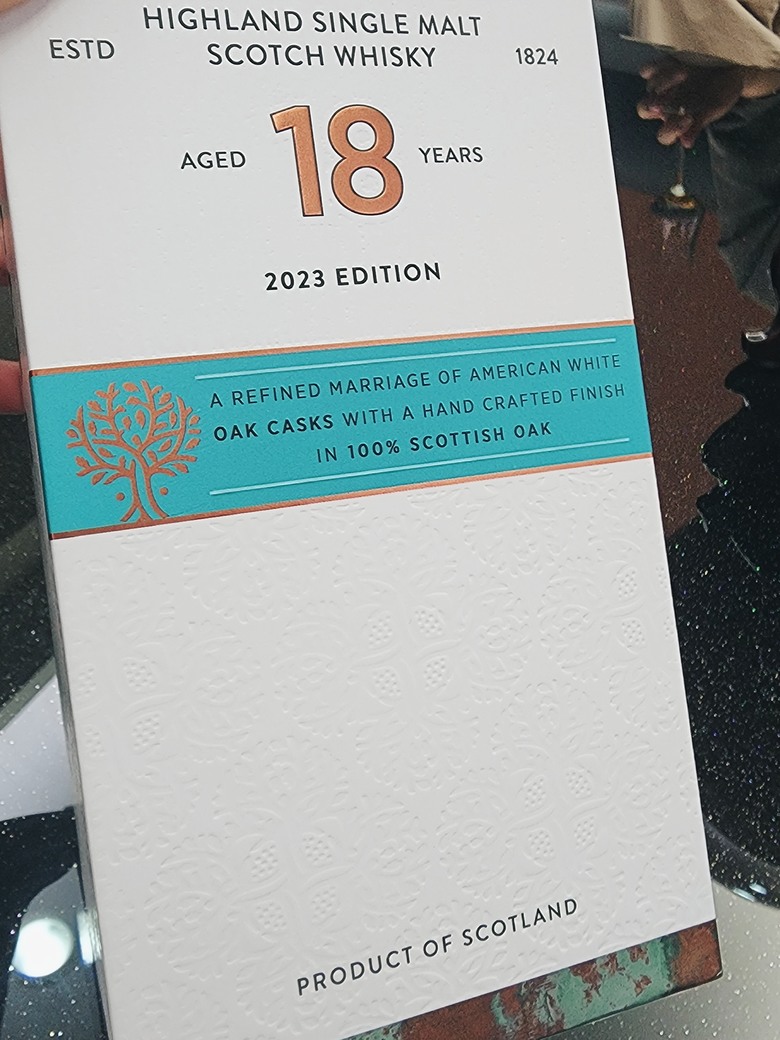 HIGHLAND SINGLE MALT
ESTD SCOTCH WHISKY 1824
AGED 18 YEARS
2023 EDITION
A REFINED MARRIAGE OF AMERICAN WHITE
OAK CASKS WITH A HAND CRAFTED FINISH
IN 100% SCOTTISH OAK
PRODUCT OF SCOTLAND